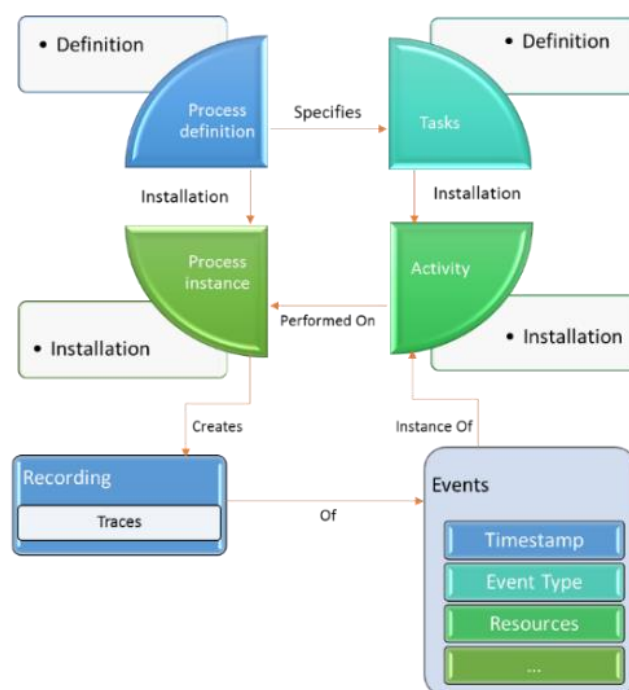 • Definition
• Definition
Process
definition
Specifies
Tasks
Installation
Installation
Process
instance
Activity
Performed On
• Installation
• Installation
Creates
Instance Of
Recording
Traces
Of
Events
Timestamp
Event Type
Resources
...